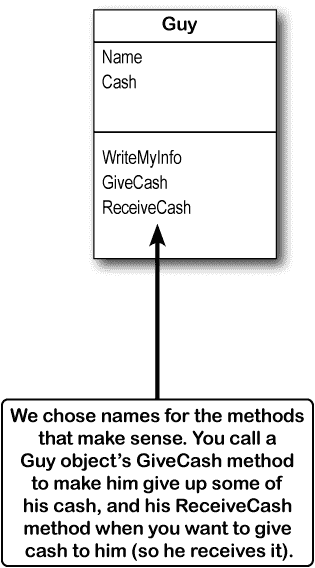 Guy
Name
Cash
WriteMyInfo
GiveCash
ReceiveCash
We chose names for the methods
that make sense. You call a
Guy object's GiveCash method
to make him give up some of
his cash, and his ReceiveCash
method when you want to give
cash to him (so he receives it).